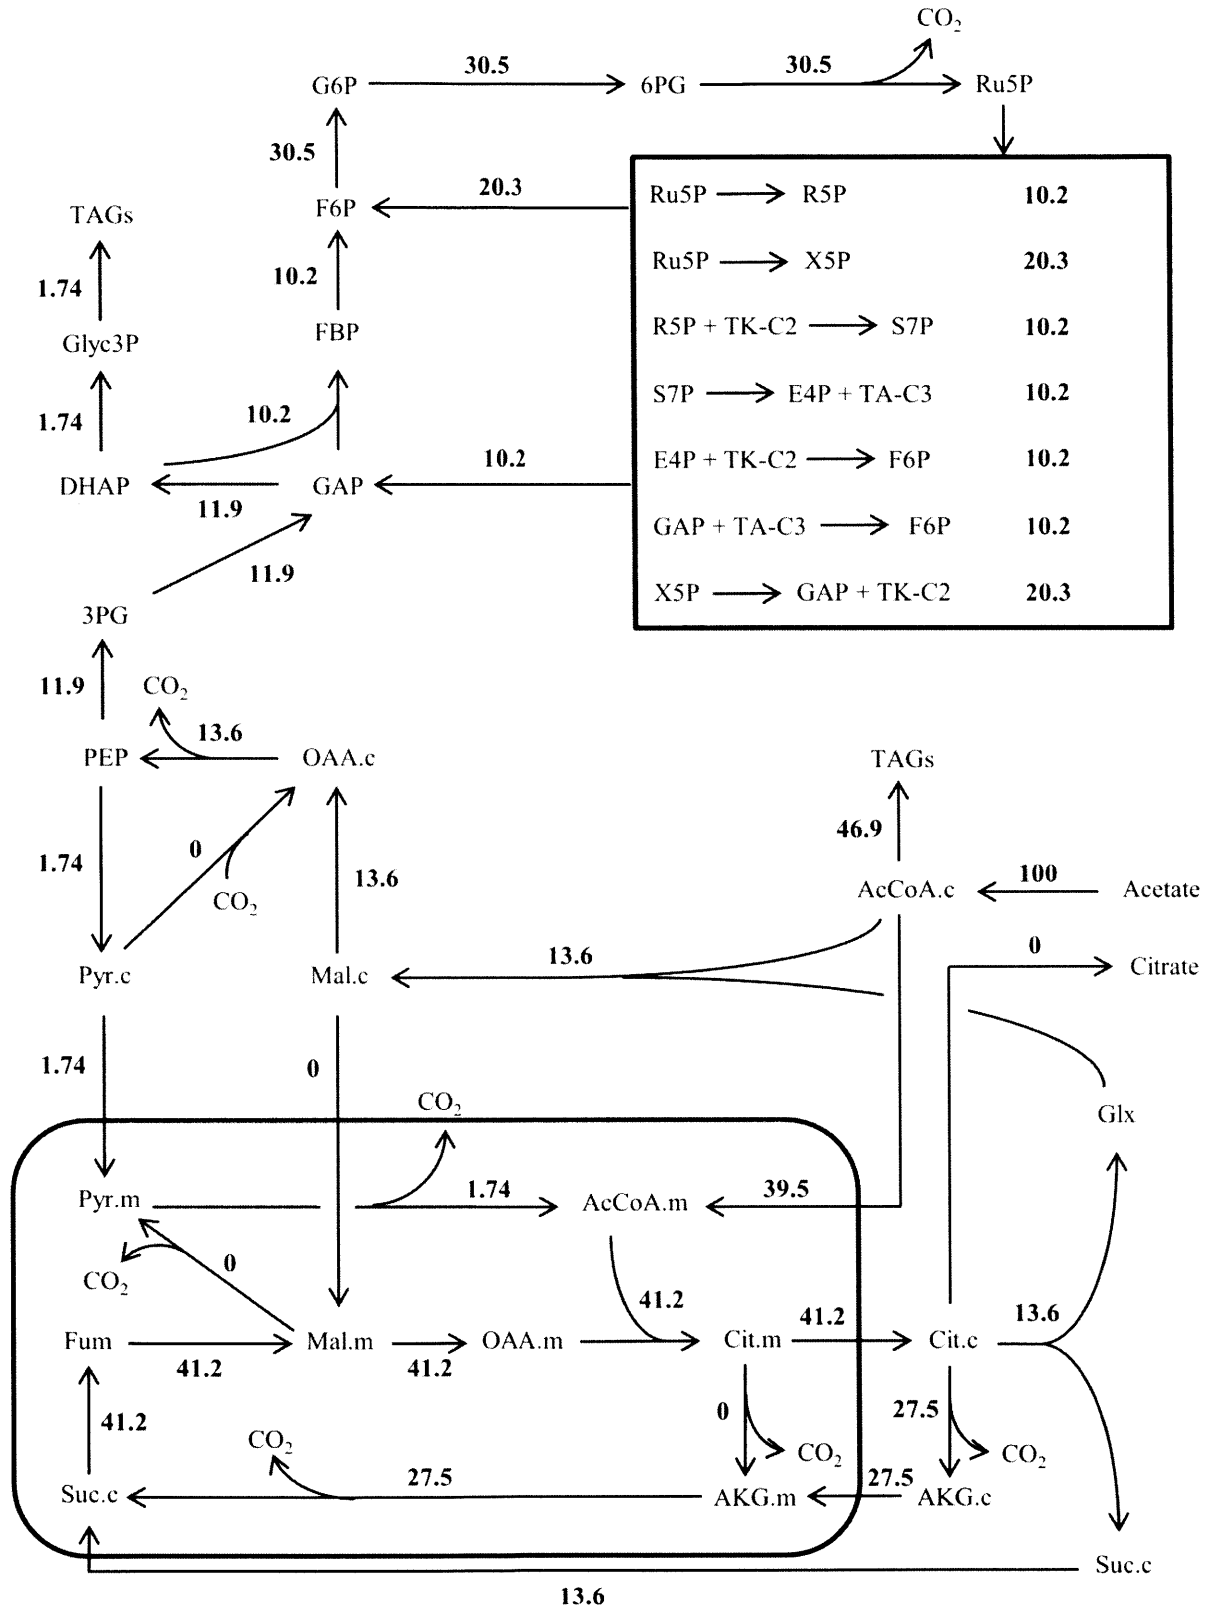 CO₂
G6P 30.5 6PG 30.5 Ru5P
30.5
TAGs F6P 20.3 Ru5P R5P 10.2
1.74 10.2 Ru5P X5P 20.3
Glyc3P FBP R5P + TK-C2 S7P 10.2
1.74 10.2 S7P E4P + TA-C3 10.2
DHAP 11.9 GAP 10.2 E4P + TK-C2 F6P 10.2
GAP + TA-C3 F6P 10.2
11.9
3PG X5P GAP + TK-C2 20.3
11.9 CO₂
PEP 13.6 OAA.c TAGs
46.9
1.74 0 CO₂ 13.6 AcCoA.c 100 Acetate
Pyr.c Mal.c 13.6 0 Citrate
1.74 0
CO₂ Glx
Pyr.m 1.74 AcCoA.m 39.5
CO₂ 0
41.2 41.2 13.6
Fum 41.2 Mal.m 41.2 OAA.m Cit.m Cit.c
41.2 0 27.5
CO₂ CO₂ CO₂
Suc.c 27.5 AKG.m 27.5 AKG.c
Suc.c
13.6